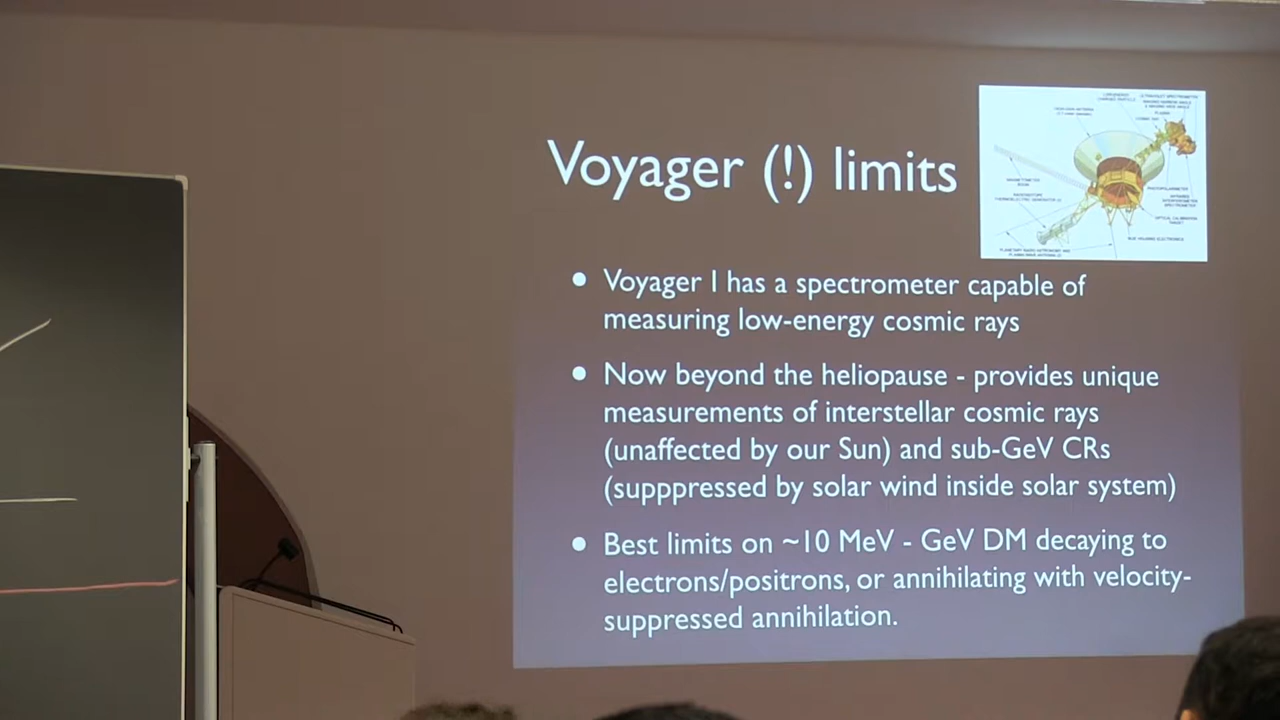 Voyager (!) limits
• Voyager I has a spectrometer capable of
measuring low-energy cosmic rays
• Now beyond the heliopause - provides unique
measurements of interstellar cosmic rays
(unaffected by our Sun) and sub-GeV CRs
(supppressed by solar wind inside solar system)
• Best limits on ~10 MeV - GeV DM decaying to
electrons/positrons, or annihilating with velocity-
suppressed annihilation.